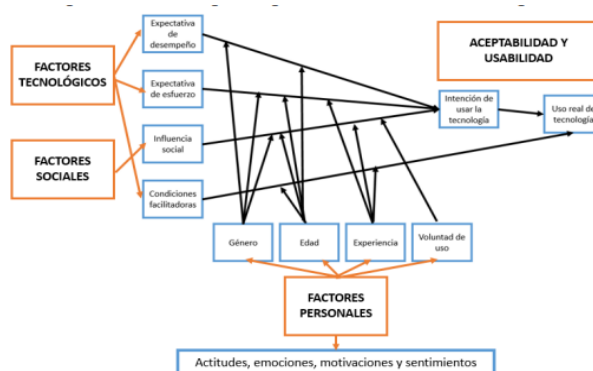 Expectativa
de
desempeño
FACTORES
TECNOLÓGICOS
ACEPTABILIDAD Y
USABILIDAD
Expectativa
de esfuerzo
Intención de
usar la
tecnología
Uso real de
tecnología
FACTORES
SOCIALES
Influencia
social
Condiciones
facilitadoras
Género
Edad
Experiencia
Voluntad de
uso
FACTORES
PERSONALES
Actitudes, emociones, motivaciones y sentimientos